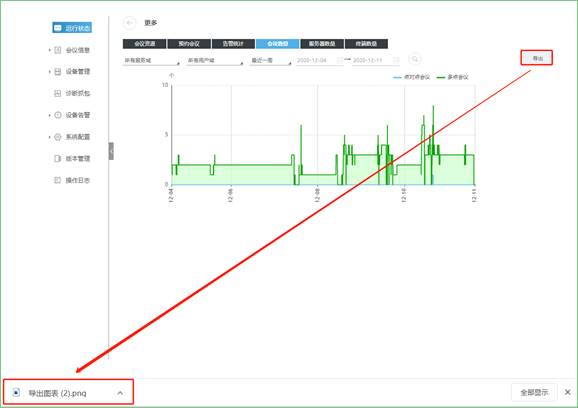 运行状态
会议信息
设备管理
诊断抓包
设备告警
系统配置
版本管理
操作日志
更多
会议资源 预约会议 告警统计 会议数量 服务器数量 终端数量
所有服务域 所有用户域 最近一周 2020-12-04 2020-12-11
导出
点对点会议 多点会议
个
10
5
0
12-04 12-06 12-08 12-10 12-11
导出图表 (2).png
全部显示